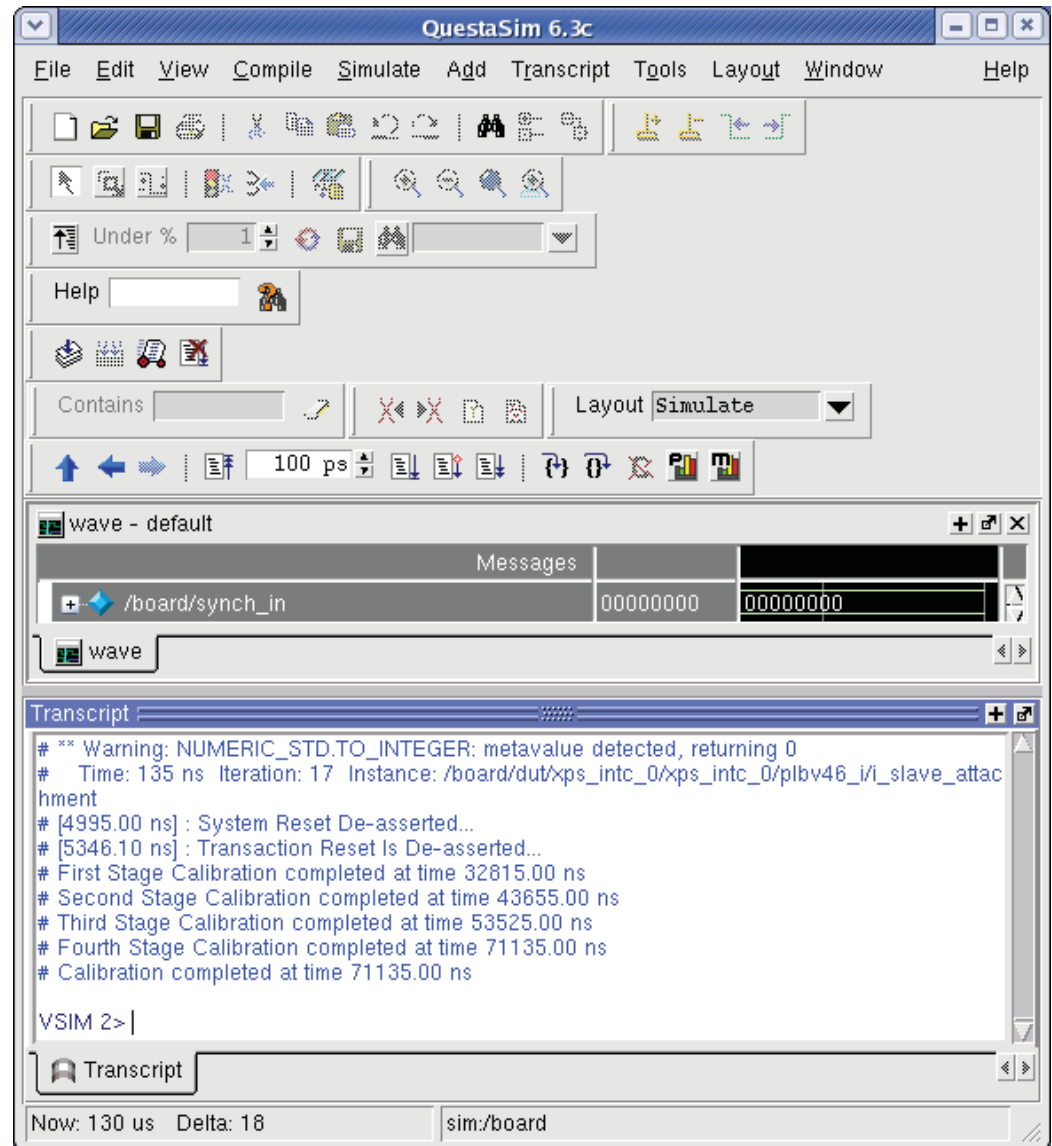 QuestaSim 6.3c
File Edit View Compile Simulate Add Transcript Tools Layout Window Help
Under % 1
Help
Contains Layout Simulate
100 ps
wave - default
Messages
/board/synch_in 00000000 00000000
wave
Transcript
# ** Warning: NUMERIC_STD.TO_INTEGER: metavalue detected, returning 0
#    Time: 135 ns  Iteration: 17  Instance: /board/dut/xps_intc_0/xps_intc_0/plbv46_i/i_slave_attac
hment
# [4995.00 ns] : System Reset De-asserted...
# [5346.10 ns] : Transaction Reset Is De-asserted...
# First Stage Calibration completed at time 32815.00 ns
# Second Stage Calibration completed at time 43655.00 ns
# Third Stage Calibration completed at time 53525.00 ns
# Fourth Stage Calibration completed at time 71135.00 ns
# Calibration completed at time 71135.00 ns
VSIM 2>
Transcript
Now: 130 us  Delta: 18 sim:/board